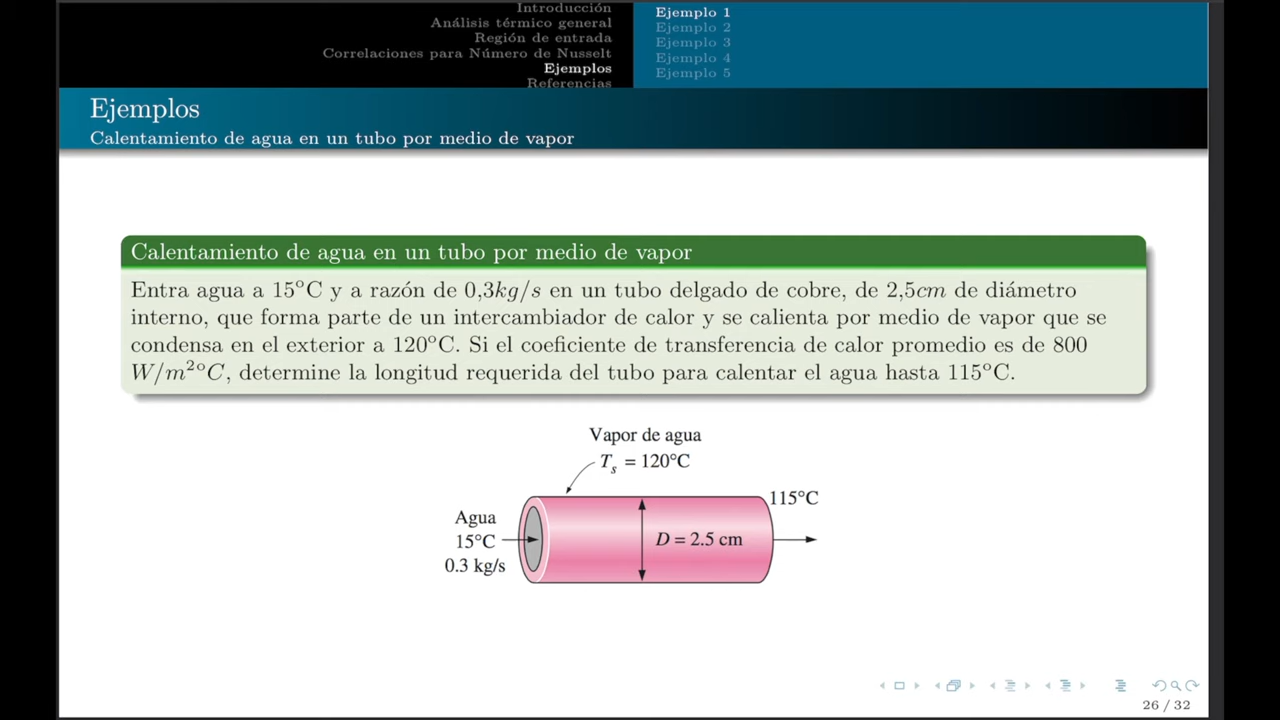 Introducción
Análisis térmico general
Región de entrada
Correlaciones para Número de Nusselt
Ejemplos
Referencias
Ejemplo 1
Ejemplo 2
Ejemplo 3
Ejemplo 4
Ejemplo 5
Ejemplos
Calentamiento de agua en un tubo por medio de vapor
Calentamiento de agua en un tubo por medio de vapor
Entra agua a 15°C y a razón de 0,3kg/s en un tubo delgado de cobre, de 2,5cm de diámetro
interno, que forma parte de un intercambiador de calor y se calienta por medio de vapor que se
condensa en el exterior a 120°C. Si el coeficiente de transferencia de calor promedio es de 800
W/m²°C, determine la longitud requerida del tubo para calentar el agua hasta 115°C.
Vapor de agua
Tₛ = 120°C
115°C
Agua
15°C
0.3 kg/s
D = 2.5 cm
26 / 32